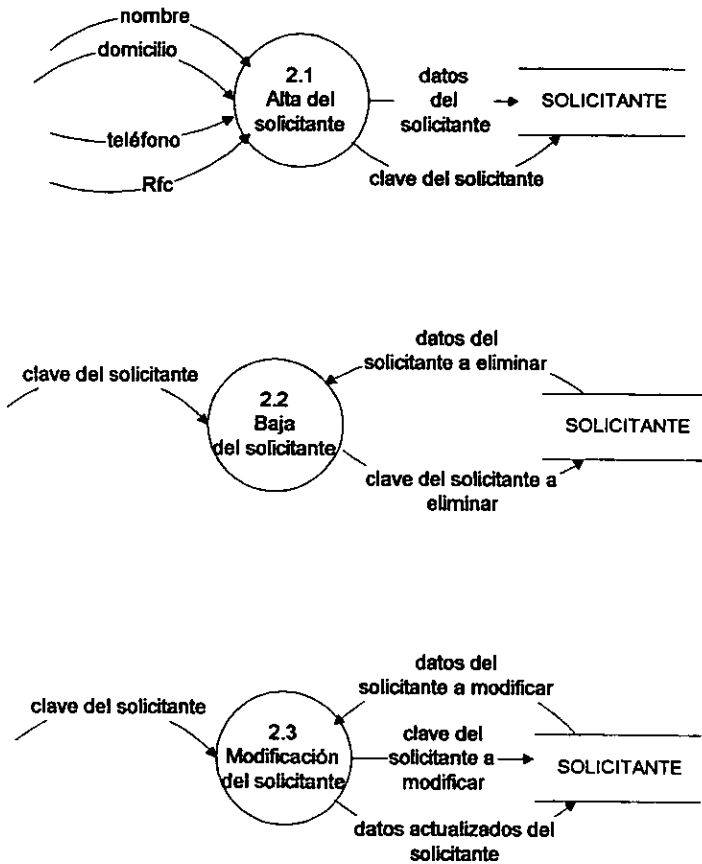 nombre
domicilio
teléfono
Rfc
2.1
Alta del
solicitante
datos
del
solicitante
clave del solicitante
SOLICITANTE
clave del solicitante
2.2
Baja
del solicitante
datos del
solicitante a eliminar
clave del solicitante a
eliminar
SOLICITANTE
clave del solicitante
2.3
Modificación
del solicitante
datos del
solicitante a modificar
clave del
solicitante a
modificar
datos actualizados del
solicitante
SOLICITANTE